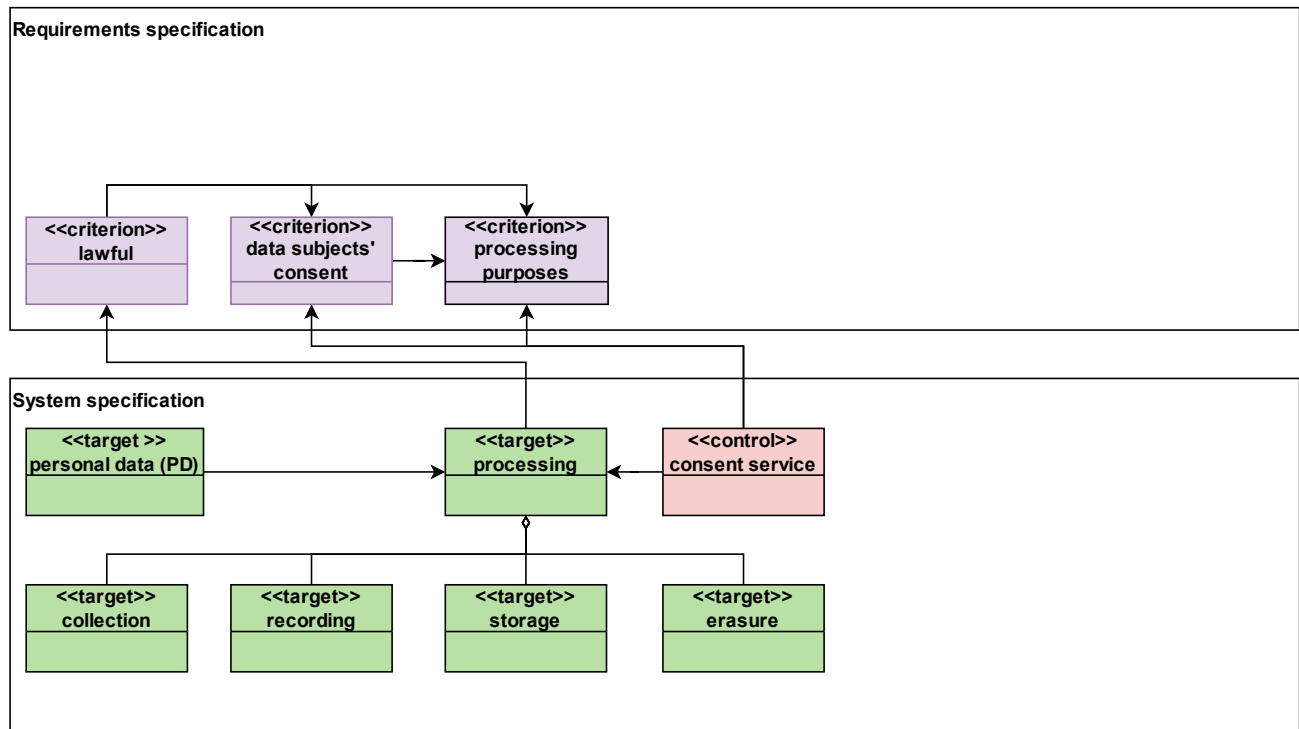 Requirements specification
<<criterion>>
lawful
<<criterion>>
data subjects'
consent
<<criterion>>
processing
purposes
System specification
<<target >>
personal data (PD)
<<target>>
processing
<<control>>
consent service
<<target>>
collection
<<target>>
recording
<<target>>
storage
<<target>>
erasure